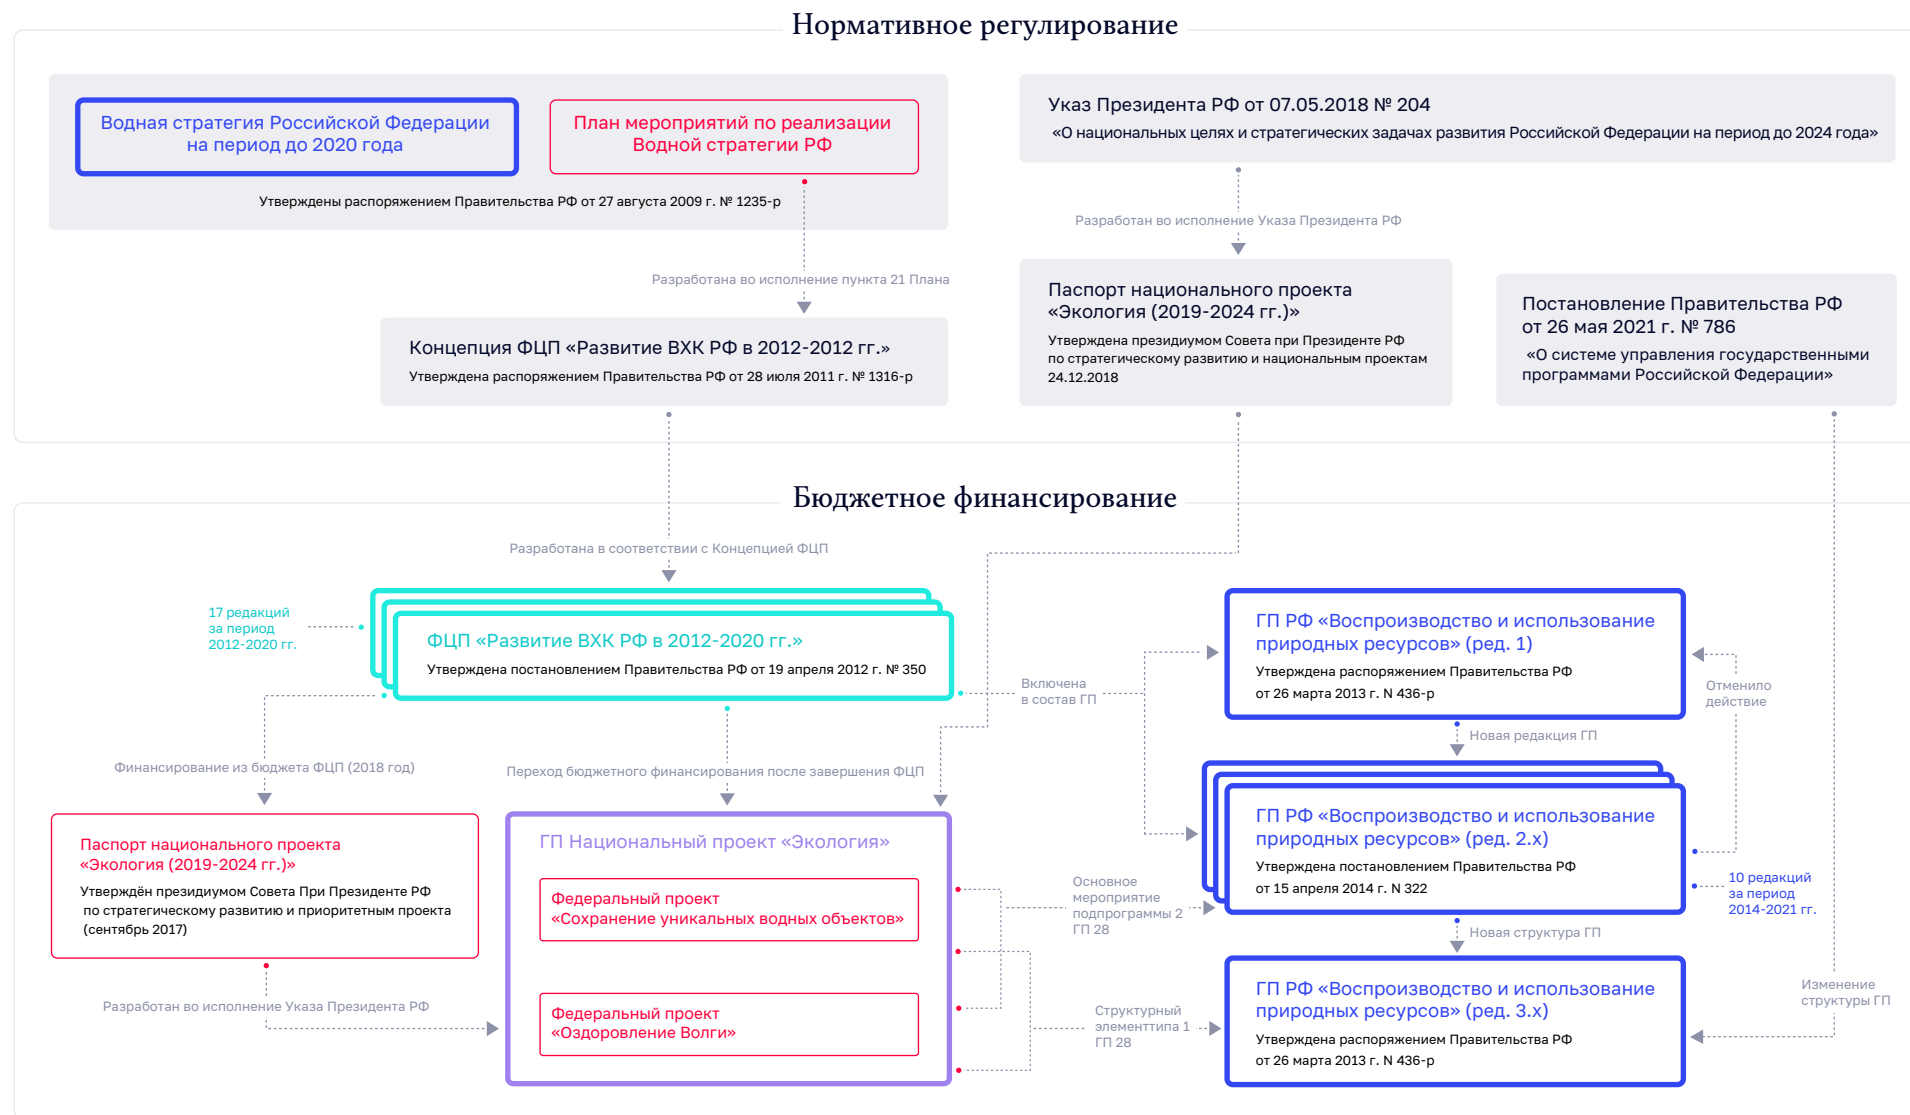 Нормативное регулирование
Водная стратегия Российской Федерации
на период до 2020 года
План мероприятий по реализации
Водной стратегии РФ
Утверждены распоряжением Правительства РФ от 27 августа 2009 г. № 1235-р
Указ Президента РФ от 07.05.2018 № 204
«О национальных целях и стратегических задачах развития Российской Федерации на период до 2024 года»
Разработана во исполнение пункта 21 Плана
Разработан во исполнение Указа Президента РФ
Концепция ФЦП «Развитие ВХК РФ в 2012-2012 гг.»
Утверждена распоряжением Правительства РФ от 28 июля 2011 г. № 1316-р
Паспорт национального проекта
«Экология (2019-2024 гг.)»
Утверждена президиумом Совета при Президенте РФ
по стратегическому развитию и национальным проектам
24.12.2018
Постановление Правительства РФ
от 26 мая 2021 г. № 786
«О системе управления государственными
программами Российской Федерации»
Бюджетное финансирование
Разработана в соответствии с Концепцией ФЦП
17 редакций
за период
2012-2020 гг.
ФЦП «Развитие ВХК РФ в 2012-2020 гг.»
Утверждена постановлением Правительства РФ от 19 апреля 2012 г. № 350
Включена
в состав ГП
ГП РФ «Воспроизводство и использование
природных ресурсов» (ред. 1)
Утверждена распоряжением Правительства РФ
от 26 марта 2013 г. N 436-р
Отменило
действие
Новая редакция ГП
Финансирование из бюджета ФЦП (2018 год)
Переход бюджетного финансирования после завершения ФЦП
ГП РФ «Воспроизводство и использование
природных ресурсов» (ред. 2.x)
Утверждена постановлением Правительства РФ
от 15 апреля 2014 г. N 322
10 редакций
за период
2014-2021 гг.
Паспорт национального проекта
«Экология (2019-2024 гг.)»
Утверждён президиумом Совета При Президенте РФ
по стратегическому развитию и приоритетным проекта
(сентябрь 2017)
ГП Национальный проект «Экология»
Федеральный проект
«Сохранение уникальных водных объектов»
Федеральный проект
«Оздоровление Волги»
Основное
мероприятие
подпрограммы 2
ГП 28
Новая структура ГП
Разработан во исполнение Указа Президента РФ
Структурный
элементтипа 1
ГП 28
ГП РФ «Воспроизводство и использование
природных ресурсов» (ред. 3.x)
Утверждена распоряжением Правительства РФ
от 26 марта 2013 г. N 436-р
Изменение
структуры ГП